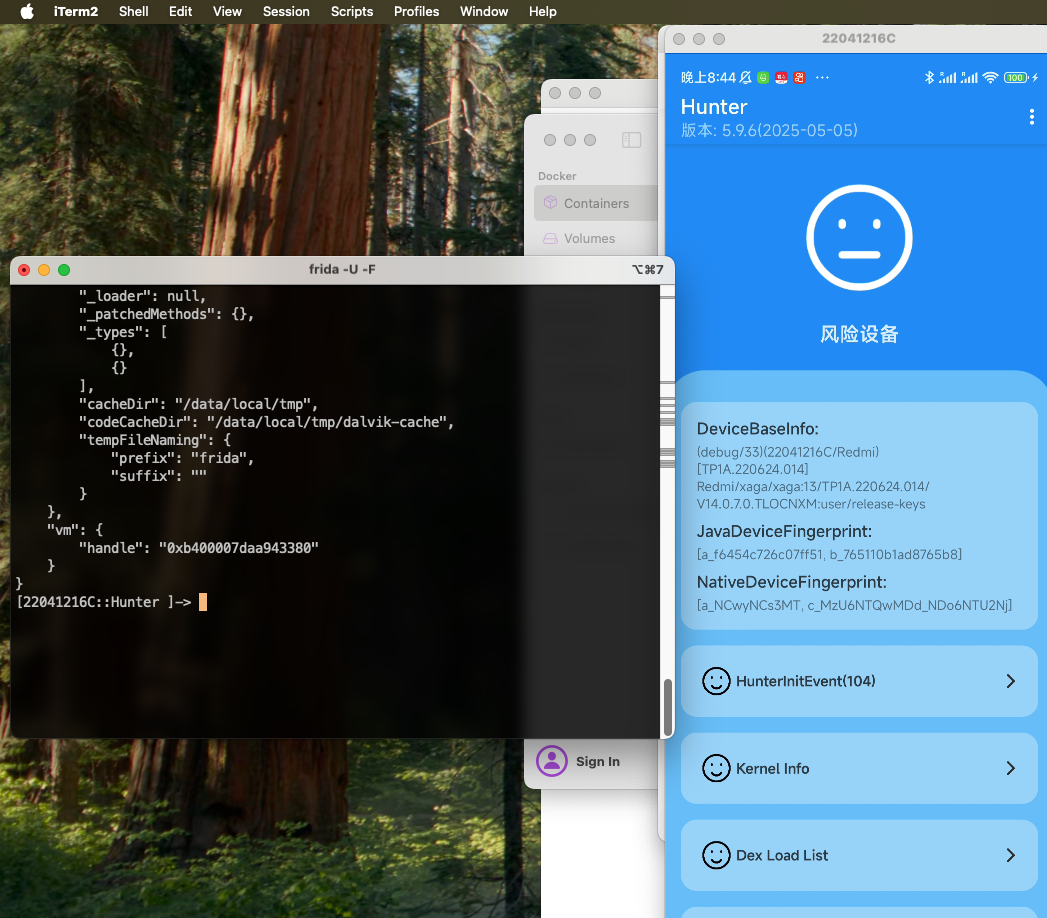 iTerm2 Shell Edit View Session Scripts Profiles Window Help
22041216C
晚上8:44
100
Hunter
版本: 5.9.6(2025-05-05)
风险设备
DeviceBaseInfo:
(debug/33)(22041216C/Redmi)
[TP1A.220624.014]
Redmi/xaga/xaga:13/TP1A.220624.014/
V14.0.7.0.TLOCNXM:user/release-keys
JavaDeviceFingerprint:
[a_f6454c726c07ff51, b_765110b1ad8765b8]
NativeDeviceFingerprint:
[a_NCwyNCs3MT, c_MzU6NTQwMDd_NDo6NTU2Nj]
HunterInitEvent(104)
Kernel Info
Dex Load List
Docker
Containers
Volumes
Sign In
frida -U -F
⌥⌘7
"_loader": null,
"_patchedMethods": {},
"_types": [
{},
{}
],
"cacheDir": "/data/local/tmp",
"codeCacheDir": "/data/local/tmp/dalvik-cache",
"tempFileNaming": {
"prefix": "frida",
"suffix": ""
}
},
"vm": {
"handle": "0xb400007daa943380"
}
}
[22041216C::Hunter ]->